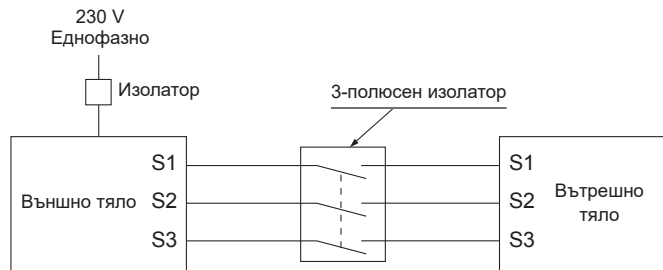 230 V
Еднофазно
Изолатор
3-полюсен изолатор
S1
S1
Външно тяло
S2
S2
Вътрешно
тяло
S3
S3